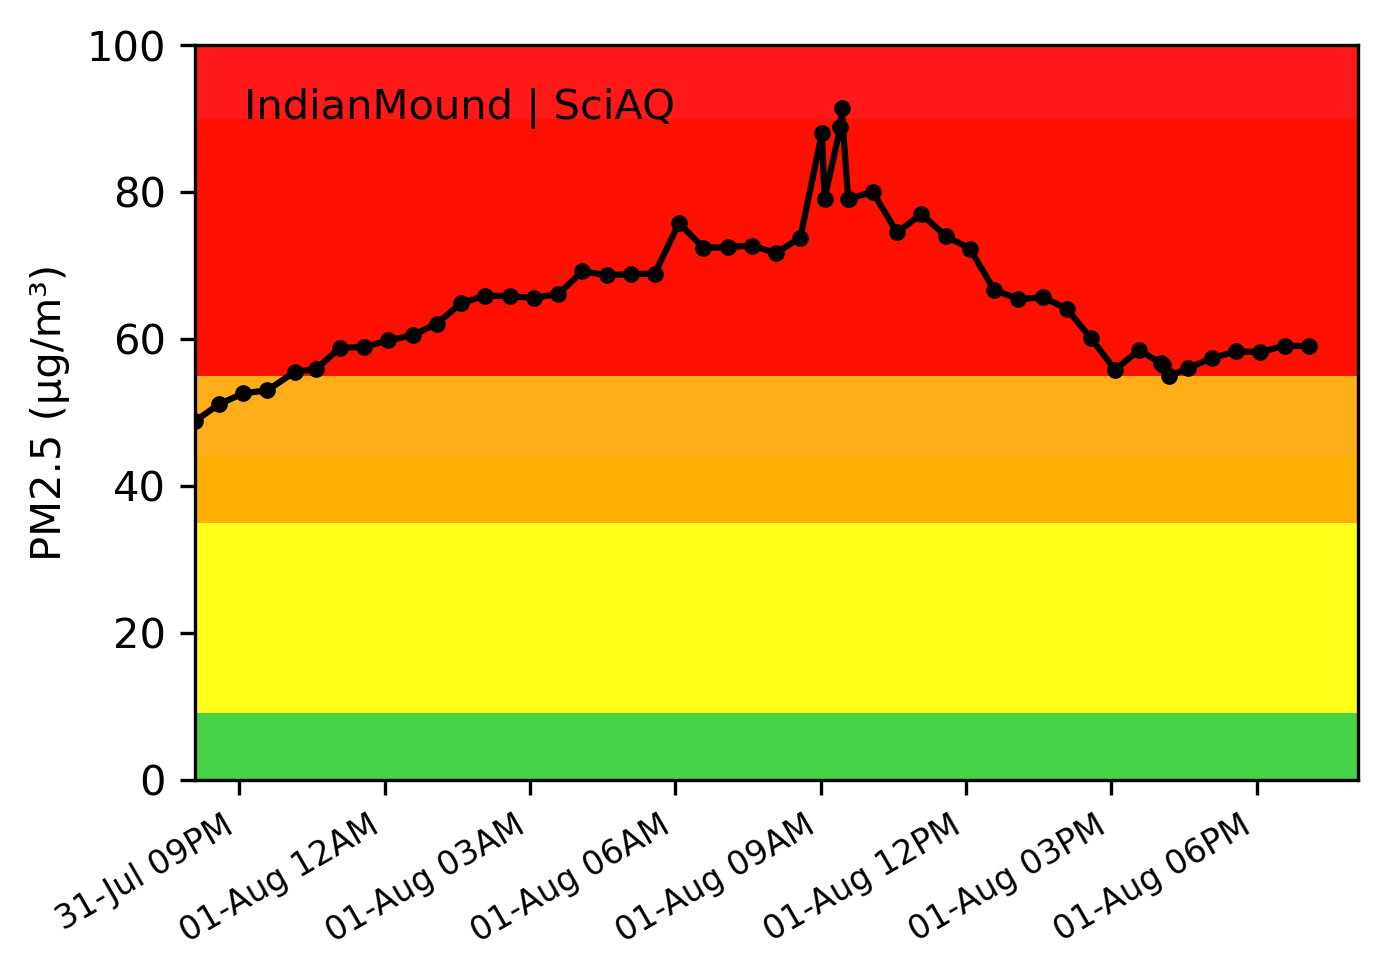 IndianMound | SciAQ
PM2.5 (µg/m³)
100
80
60
40
20
0
31-Jul 09PM
01-Aug 12AM
01-Aug 03AM
01-Aug 06AM
01-Aug 09AM
01-Aug 12PM
01-Aug 03PM
01-Aug 06PM